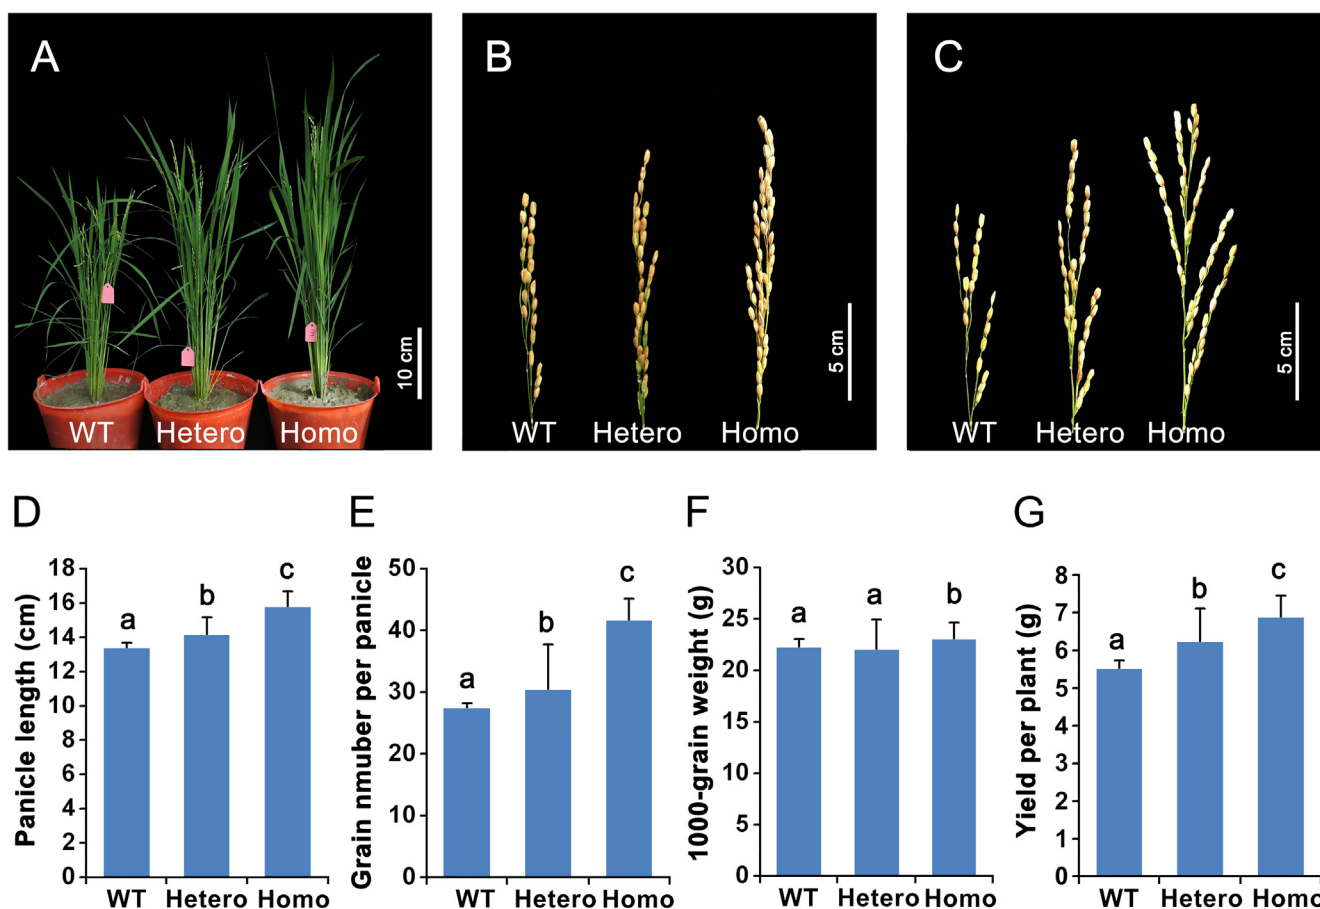 A
B
C
10 cm
5 cm
5 cm
WT Hetero Homo
WT Hetero Homo
WT Hetero Homo
D
E
F
G
Panicle length (cm)
18
16
14
12
10
8
6
4
2
0
a b c
WT Hetero Homo
Grain nmuber per panicle
50
40
30
20
10
0
a b c
WT Hetero Homo
1000-grain weight (g)
30
25
20
15
10
5
0
a a b
WT Hetero Homo
Yield per plant (g)
8
7
6
5
4
3
2
1
0
a b c
WT Hetero Homo